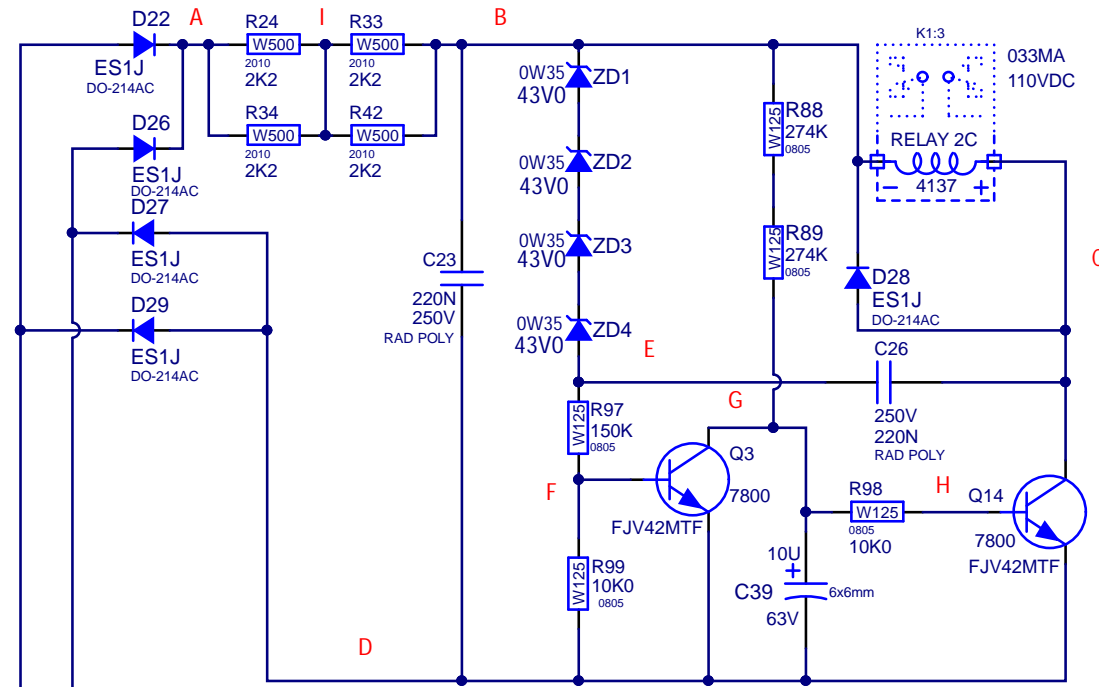 A
I
B
C
D
E
F
G
H
D22
ES1J
DO-214AC
D26
ES1J
DO-214AC
D27
ES1J
DO-214AC
D29
ES1J
DO-214AC
R24
W500
2010
2K2
R33
W500
2010
2K2
R34
W500
2010
2K2
R42
W500
2010
2K2
C23
220N
250V
RAD POLY
0W35
ZD1
43V0
0W35
ZD2
43V0
0W35
ZD3
43V0
0W35
ZD4
43V0
R88
W125
274K
0805
R89
W125
274K
0805
K1:3
033MA
110VDC
RELAY 2C
4137
− +
D28
ES1J
DO-214AC
C26
250V
220N
RAD POLY
R97
W125
150K
0805
Q3
7800
FJV42MTF
R99
W125
10K0
0805
R98
W125
0805
10K0
Q14
7800
FJV42MTF
10U
+
C39
6x6mm
63V